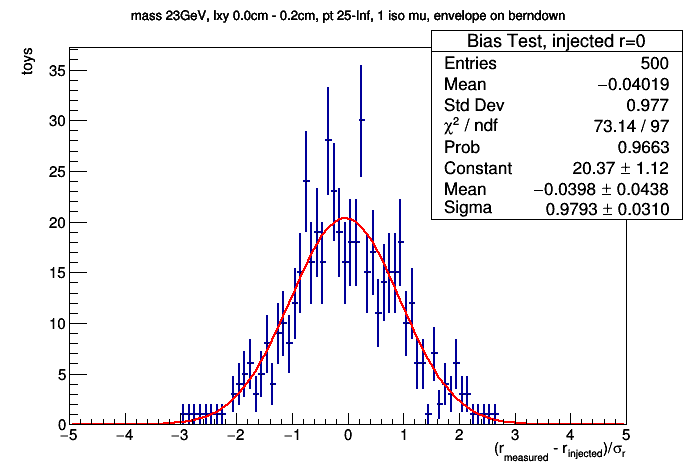 mass 23GeV, lxy 0.0cm - 0.2cm, pt 25-Inf, 1 iso mu, envelope on berndown
Bias Test, injected r=0
Entries 500
Mean −0.04019
Std Dev 0.977
χ² / ndf 73.14 / 97
Prob 0.9663
Constant 20.37 ± 1.12
Mean −0.0398 ± 0.0438
Sigma 0.9793 ± 0.0310
toys
35
30
25
20
15
10
5
0
−5 −4 −3 −2 −1 0 1 2 3 4 5
(r_measured - r_injected)/σ_r